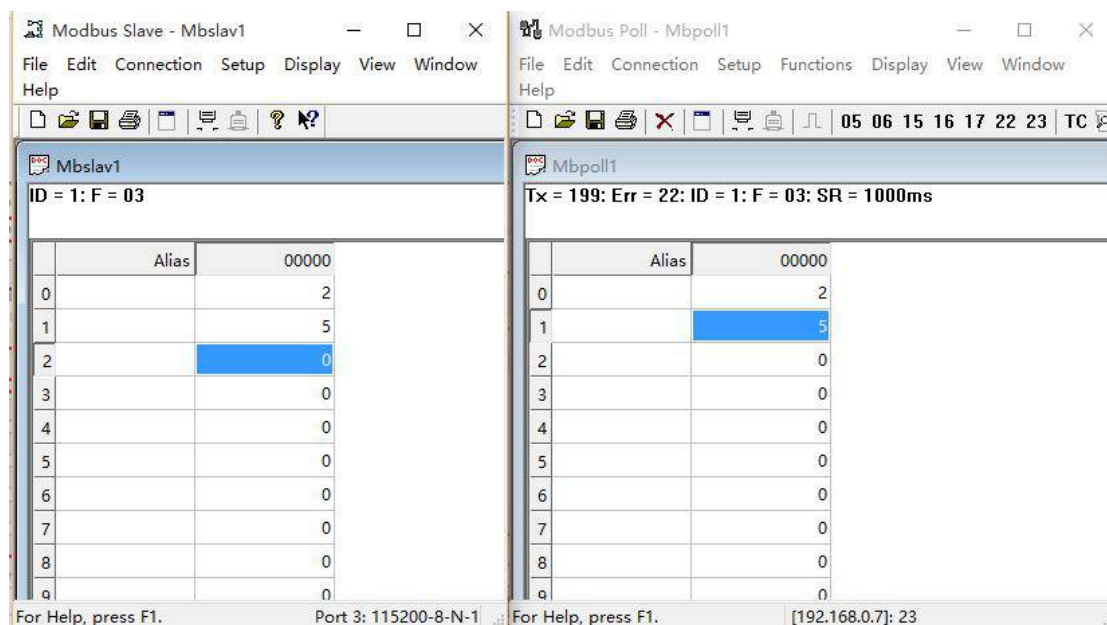 Modbus Slave - Mbslav1
File Edit Connection Setup Display View Window
Help
Mbslav1
ID = 1: F = 03
Alias 00000
0 2
1 5
2 0
3 0
4 0
5 0
6 0
7 0
8 0
9 0
For Help, press F1. Port 3: 115200-8-N-1
Modbus Poll - Mbpoll1
File Edit Connection Setup Functions Display View Window
Help
05 06 15 16 17 22 23 TC
Mbpoll1
Tx = 199: Err = 22: ID = 1: F = 03: SR = 1000ms
Alias 00000
0 2
1 5
2 0
3 0
4 0
5 0
6 0
7 0
8 0
9 0
For Help, press F1. [192.168.0.7]: 23